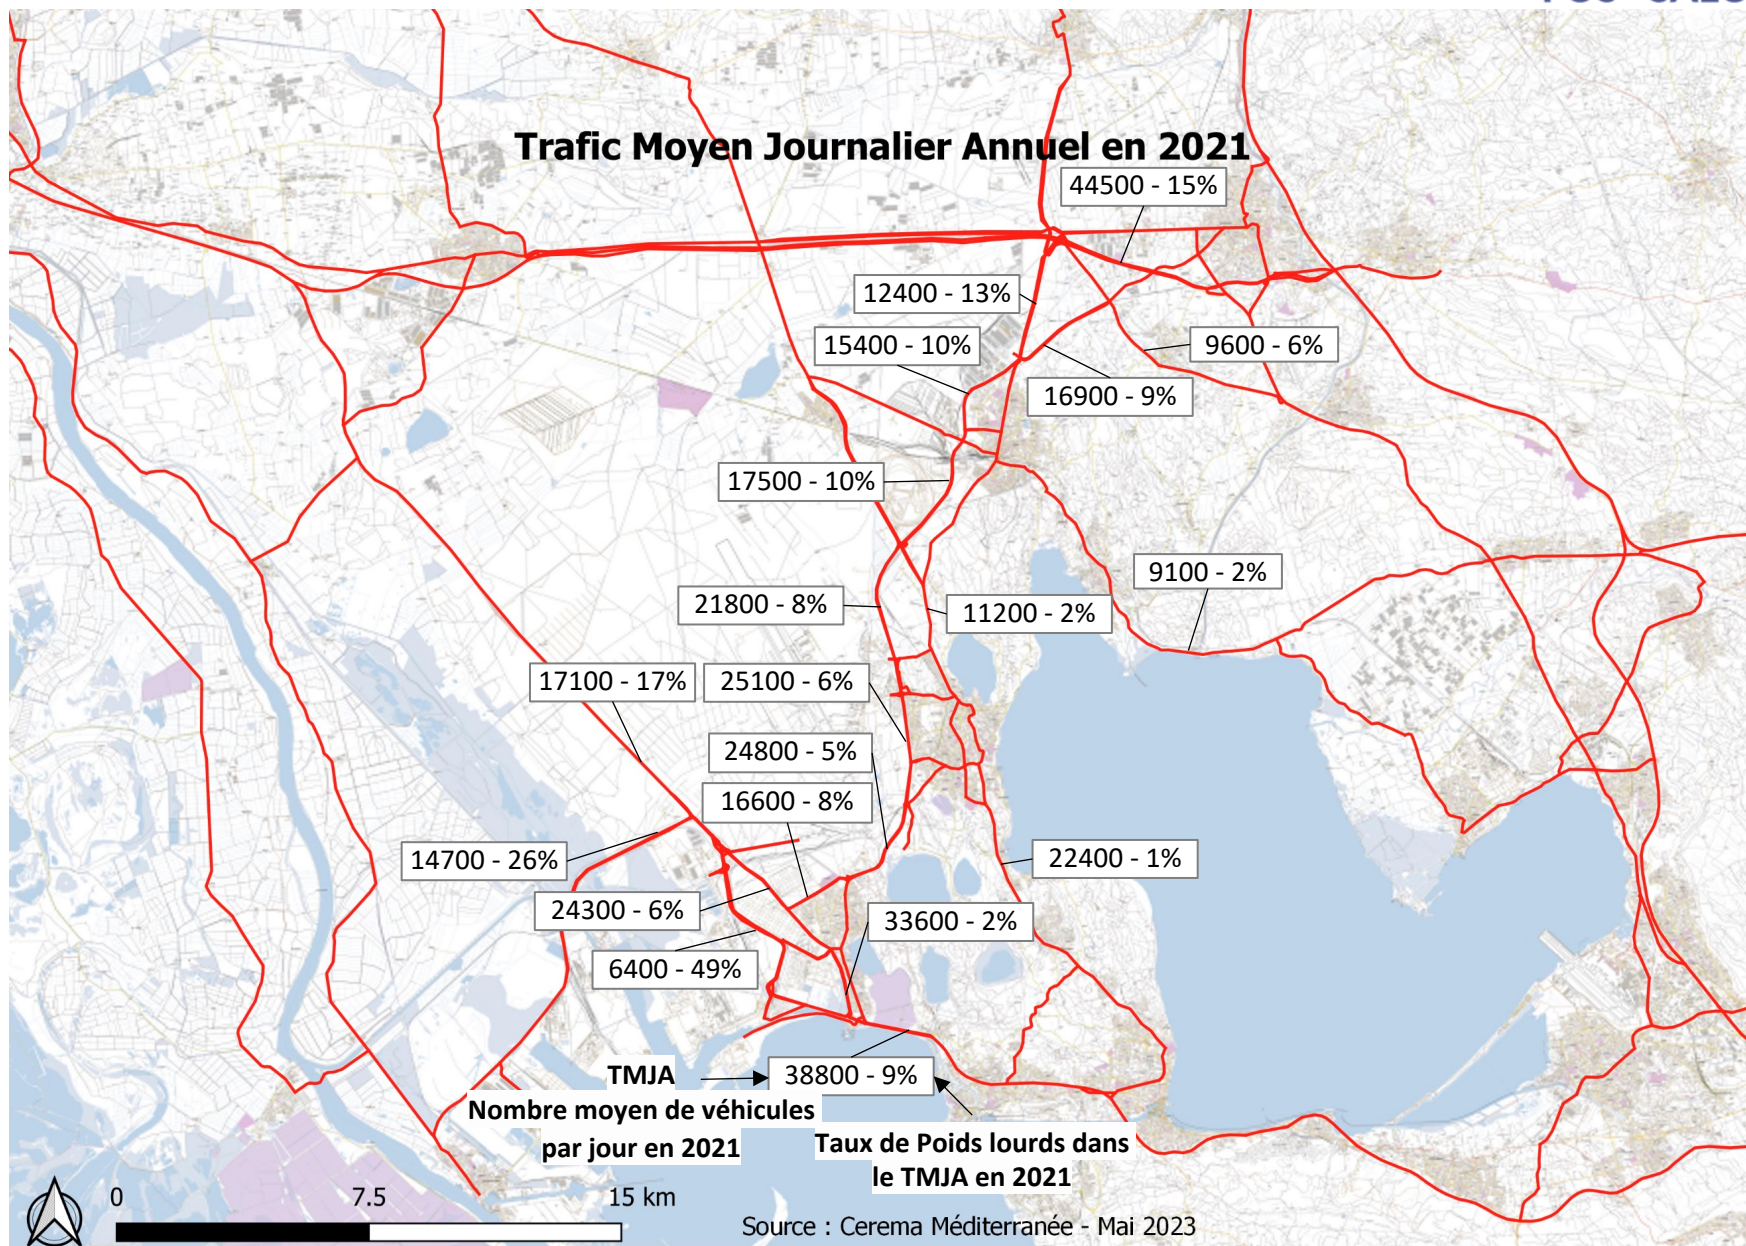 Trafic Moyen Journalier Annuel en 2021
44500 - 15%
12400 - 13%
15400 - 10%
9600 - 6%
16900 - 9%
17500 - 10%
9100 - 2%
21800 - 8%
11200 - 2%
17100 - 17%
25100 - 6%
24800 - 5%
16600 - 8%
14700 - 26%
22400 - 1%
24300 - 6%
33600 - 2%
6400 - 49%
TMJA
38800 - 9%
Nombre moyen de véhicules
par jour en 2021
Taux de Poids lourds dans
le TMJA en 2021
0 7.5 15 km
Source : Cerema Méditerranée - Mai 2023